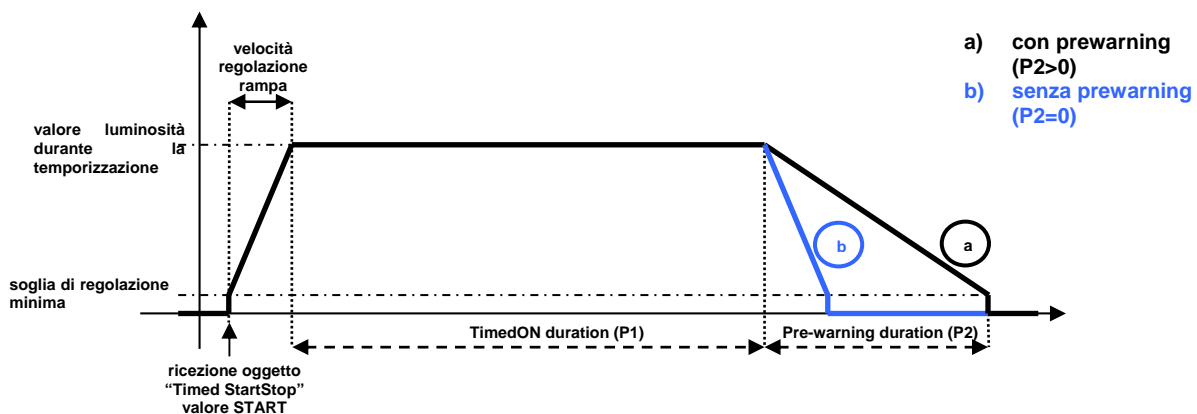 velocità
regolazione
rampa
a) con prewarning
(P2>0)
b) senza prewarning
(P2=0)
valore luminosità
durante la
temporizzazione
b
a
soglia di regolazione
minima
TimedON duration (P1)
Pre-warning duration (P2)
ricezione oggetto
“Timed StartStop”
valore START